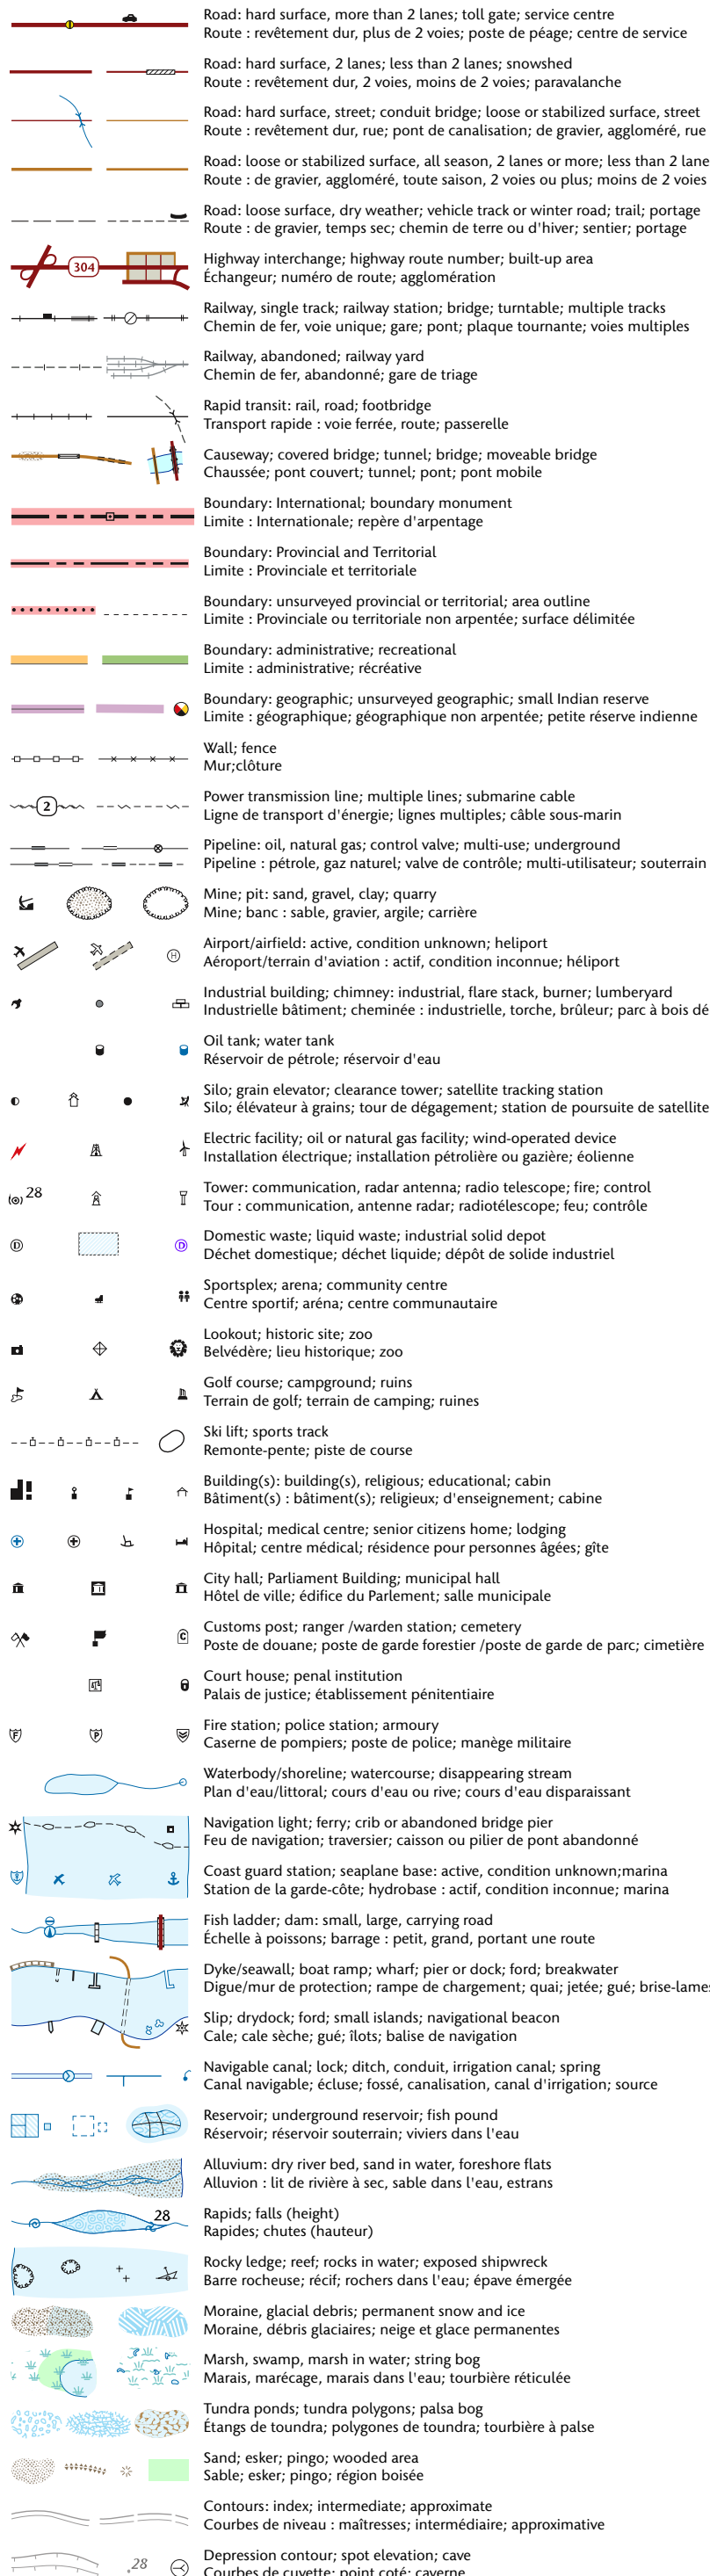 Road: hard surface, more than 2 lanes; toll gate; service centre
Route : revêtement dur, plus de 2 voies; poste de péage; centre de service
Road: hard surface, 2 lanes; less than 2 lanes; snowshed
Route : revêtement dur, 2 voies, moins de 2 voies; paravalanche
Road: hard surface, street; conduit bridge; loose or stabilized surface, street
Route : revêtement dur, rue; pont de canalisation; de gravier, aggloméré, rue
Road: loose or stabilized surface, all season, 2 lanes or more; less than 2 lane
Route : de gravier, aggloméré, toute saison, 2 voies ou plus; moins de 2 voies
Road: loose surface, dry weather; vehicle track or winter road; trail; portage
Route : de gravier, temps sec; chemin de terre ou d'hiver; sentier; portage
304
Highway interchange; highway route number; built-up area
Échangeur; numéro de route; agglomération
Railway, single track; railway station; bridge; turntable; multiple tracks
Chemin de fer, voie unique; gare; pont; plaque tournante; voies multiples
Railway, abandoned; railway yard
Chemin de fer, abandonné; gare de triage
Rapid transit: rail, road; footbridge
Transport rapide : voie ferrée, route; passerelle
Causeway; covered bridge; tunnel; bridge; moveable bridge
Chaussée; pont couvert; tunnel; pont; pont mobile
Boundary: International; boundary monument
Limite : Internationale; repère d'arpentage
Boundary: Provincial and Territorial
Limite : Provinciale et territoriale
Boundary: unsurveyed provincial or territorial; area outline
Limite : Provinciale ou territoriale non arpentée; surface délimitée
Boundary: administrative; recreational
Limite : administrative; récréative
Boundary: geographic; unsurveyed geographic; small Indian reserve
Limite : géographique; géographique non arpentée; petite réserve indienne
Wall; fence
Mur;clôture
2
Power transmission line; multiple lines; submarine cable
Ligne de transport d'énergie; lignes multiples; câble sous-marin
Pipeline: oil, natural gas; control valve; multi-use; underground
Pipeline : pétrole, gaz naturel; valve de contrôle; multi-utilisateur; souterrain
Mine; pit: sand, gravel, clay; quarry
Mine; banc : sable, gravier, argile; carrière
H
Airport/airfield: active, condition unknown; heliport
Aéroport/terrain d'aviation : actif, condition inconnue; héliport
Industrial building; chimney: industrial, flare stack, burner; lumberyard
Industrielle bâtiment; cheminée : industrielle, torche, brûleur; parc à bois dé
Oil tank; water tank
Réservoir de pétrole; réservoir d'eau
Silo; grain elevator; clearance tower; satellite tracking station
Silo; élévateur à grains; tour de dégagement; station de poursuite de satellite
Electric facility; oil or natural gas facility; wind-operated device
Installation électrique; installation pétrolière ou gazière; éolienne
28
Tower: communication, radar antenna; radio telescope; fire; control
Tour : communication, antenne radar; radiotélescope; feu; contrôle
D D
Domestic waste; liquid waste; industrial solid depot
Déchet domestique; déchet liquide; dépôt de solide industriel
Sportsplex; arena; community centre
Centre sportif; aréna; centre communautaire
Lookout; historic site; zoo
Belvédère; lieu historique; zoo
Golf course; campground; ruins
Terrain de golf; terrain de camping; ruines
Ski lift; sports track
Remonte-pente; piste de course
Building(s): building(s), religious; educational; cabin
Bâtiment(s) : bâtiment(s); religieux; d'enseignement; cabine
Hospital; medical centre; senior citizens home; lodging
Hôpital; centre médical; résidence pour personnes âgées; gîte
City hall; Parliament Building; municipal hall
Hôtel de ville; édifice du Parlement; salle municipale
C
Customs post; ranger /warden station; cemetery
Poste de douane; poste de garde forestier /poste de garde de parc; cimetière
Court house; penal institution
Palais de justice; établissement pénitentiaire
F P
Fire station; police station; armoury
Caserne de pompiers; poste de police; manège militaire
Waterbody/shoreline; watercourse; disappearing stream
Plan d'eau/littoral; cours d'eau ou rive; cours d'eau disparaissant
Navigation light; ferry; crib or abandoned bridge pier
Feu de navigation; traversier; caisson ou pilier de pont abandonné
Coast guard station; seaplane base: active, condition unknown;marina
Station de la garde-côte; hydrobase : actif, condition inconnue; marina
Fish ladder; dam: small, large, carrying road
Échelle à poissons; barrage : petit, grand, portant une route
Dyke/seawall; boat ramp; wharf; pier or dock; ford; breakwater
Digue/mur de protection; rampe de chargement; quai; jetée; gué; brise-lames
Slip; drydock; ford; small islands; navigational beacon
Cale; cale sèche; gué; îlots; balise de navigation
Navigable canal; lock; ditch, conduit, irrigation canal; spring
Canal navigable; écluse; fossé, canalisation, canal d'irrigation; source
Reservoir; underground reservoir; fish pound
Réservoir; réservoir souterrain; viviers dans l'eau
Alluvium: dry river bed, sand in water, foreshore flats
Alluvion : lit de rivière à sec, sable dans l'eau, estrans
28
Rapids; falls (height)
Rapides; chutes (hauteur)
Rocky ledge; reef; rocks in water; exposed shipwreck
Barre rocheuse; récif; rochers dans l'eau; épave émergée
Moraine, glacial debris; permanent snow and ice
Moraine, débris glaciaires; neige et glace permanentes
Marsh, swamp, marsh in water; string bog
Marais, marécage, marais dans l'eau; tourbière réticulée
Tundra ponds; tundra polygons; palsa bog
Étangs de toundra; polygones de toundra; tourbière à palse
Sand; esker; pingo; wooded area
Sable; esker; pingo; région boisée
Contours: index; intermediate; approximate
Courbes de niveau : maîtresses; intermédiaire; approximative
.28
Depression contour; spot elevation; cave
Courbes de cuvette; point coté; caverne